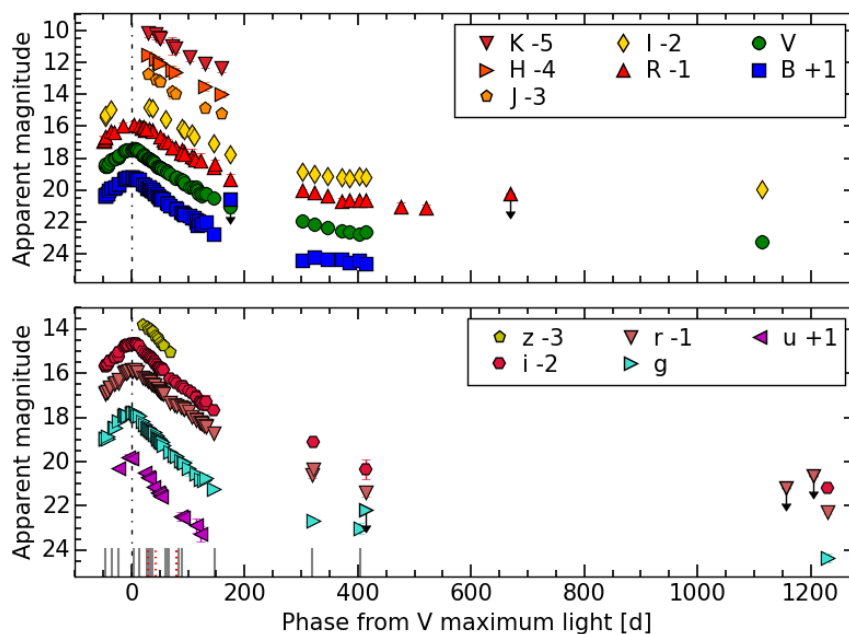 10
12
14
16
18
20
22
24
Apparent magnitude
K -5
I -2
V
H -4
R -1
B +1
J -3
14
16
18
20
22
24
Apparent magnitude
z -3
r -1
u +1
i -2
g
0
200
400
600
800
1000
1200
Phase from V maximum light [d]